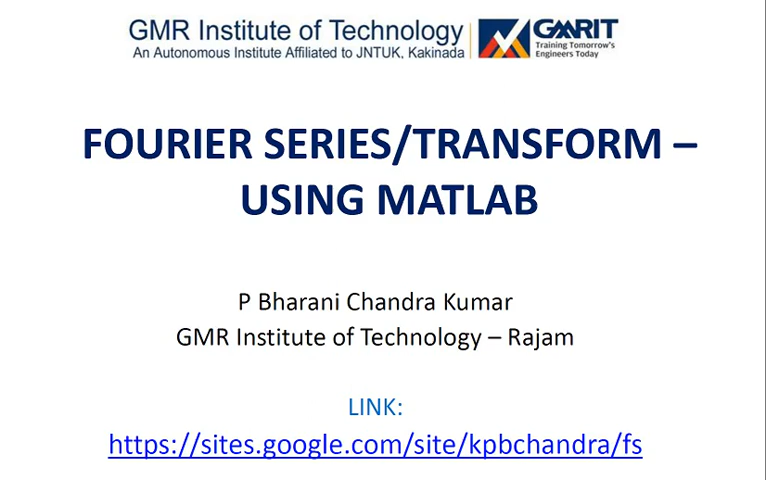 GMR Institute of Technology
An Autonomous Institute Affiliated to JNTUK, Kakinada
GMRIT
Training Tomorrow's
Engineers Today
FOURIER SERIES/TRANSFORM –
USING MATLAB
P Bharani Chandra Kumar
GMR Institute of Technology – Rajam
LINK:
https://sites.google.com/site/kpbchandra/fs